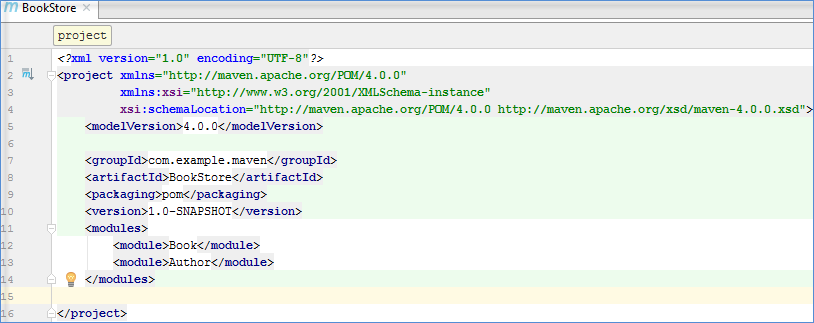 BookStore
project
1 <?xml version="1.0" encoding="UTF-8"?>
2 <project xmlns="http://maven.apache.org/POM/4.0.0"
3 xmlns:xsi="http://www.w3.org/2001/XMLSchema-instance"
4 xsi:schemaLocation="http://maven.apache.org/POM/4.0.0 http://maven.apache.org/xsd/maven-4.0.0.xsd">
5 <modelVersion>4.0.0</modelVersion>
6
7 <groupId>com.example.maven</groupId>
8 <artifactId>BookStore</artifactId>
9 <packaging>pom</packaging>
10 <version>1.0-SNAPSHOT</version>
11 <modules>
12 <module>Book</module>
13 <module>Author</module>
14 </modules>
15
16 </project>